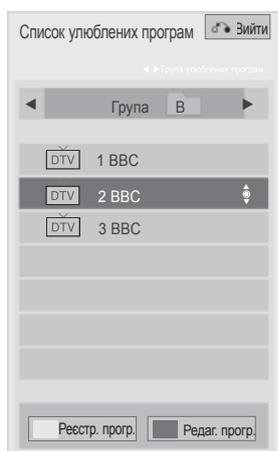 Список улюблених програм Вийти
◄ ►Група улюблених програм
◄ Група B ►
DTV 1 BBC
DTV 2 BBC
DTV 3 BBC
Реєстр. прогр. Редаг. прогр.